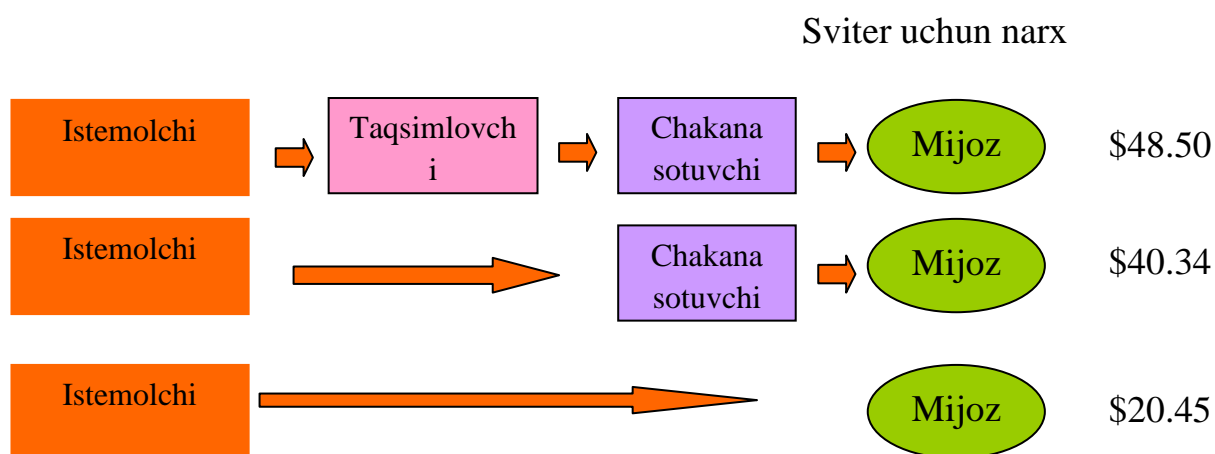 Sviter uchun narx
Istemolchi
Taqsimlovch
i
Chakana
sotuvchi
Mijoz
$48.50
Istemolchi
Chakana
sotuvchi
Mijoz
$40.34
Istemolchi
Mijoz
$20.45